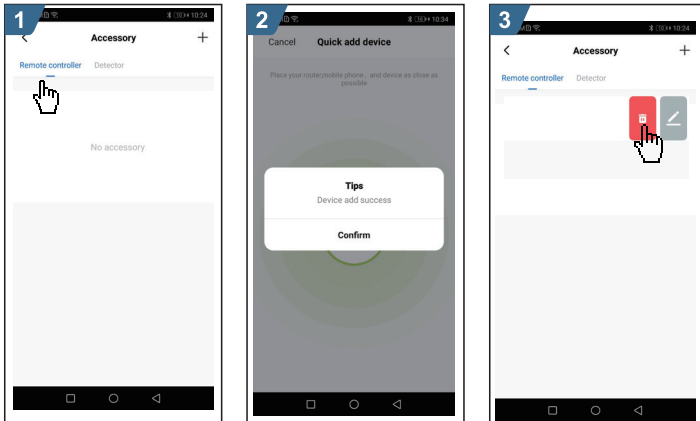 1
10:24
Accessory
Remote controller Detector
No accessory
2
10:34
Cancel Quick add device
Place your router,mobile phone., and device as close as
possible
Tips
Device add success
Confirm
3
10:24
Accessory
Remote controller Detector